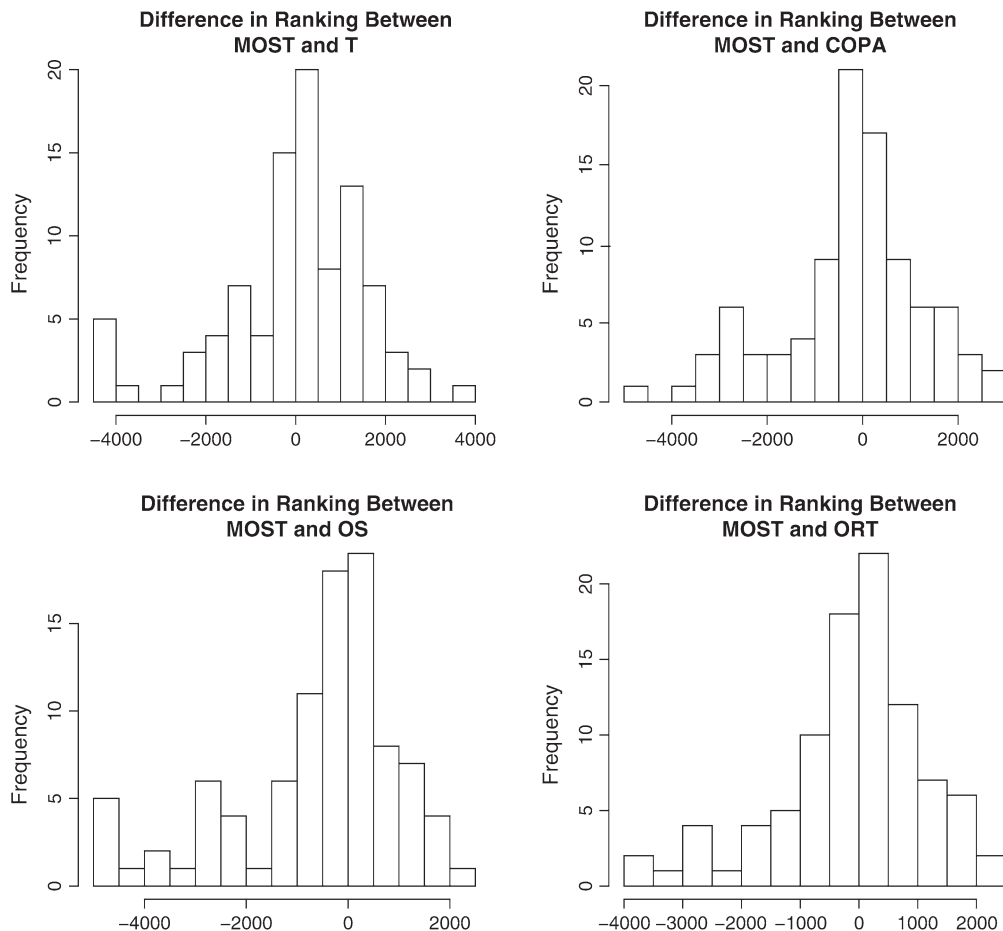 Difference in Ranking Between
MOST and T
Frequency
20
15
10
5
0
−4000 −2000 0 2000 4000
Difference in Ranking Between
MOST and COPA
Frequency
20
15
10
5
0
−4000 −2000 0 2000
Difference in Ranking Between
MOST and OS
Frequency
15
10
5
0
−4000 −2000 0 2000
Difference in Ranking Between
MOST and ORT
Frequency
20
15
10
5
0
−4000 −3000 −2000 −1000 0 1000 2000